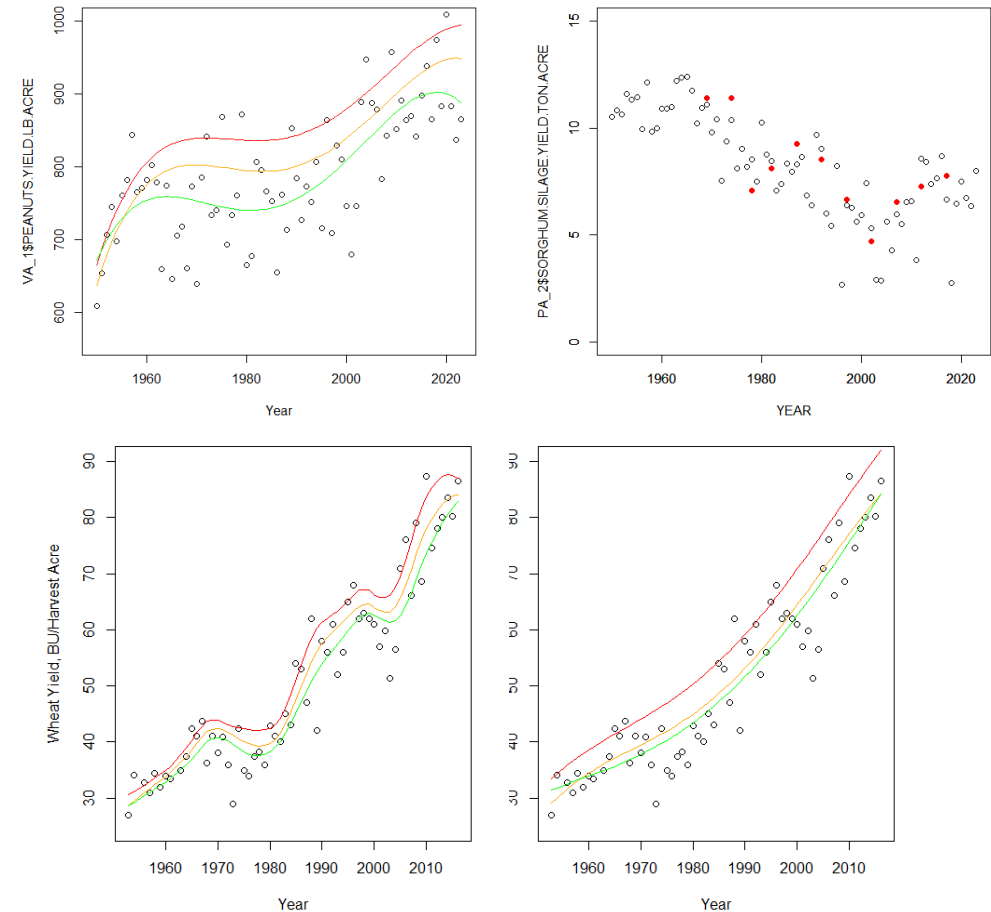 VA_1$PEANUTS.YIELD.LB.ACRE
1000
900
800
700
600
1960 1980 2000 2020
Year
PA_2$SORGHUM.SILAGE.YIELD.TON.ACRE
15
10
5
0
1960 1980 2000 2020
YEAR
Wheat Yield, BU/Harvest Acre
90
80
70
60
50
40
30
1960 1970 1980 1990 2000 2010
Year
1960 1970 1980 1990 2000 2010
Year